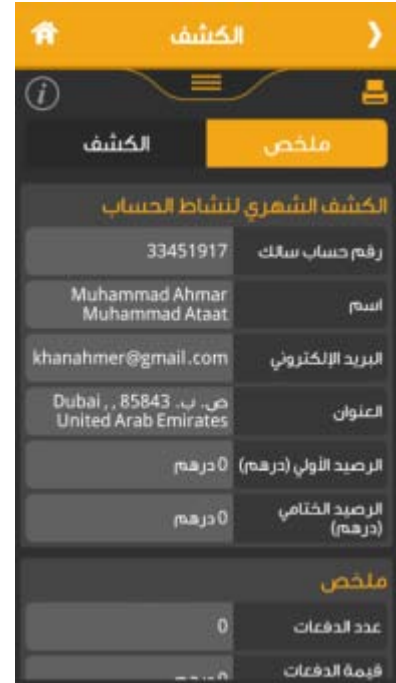 الكشف
ملخص
الكشف
الكشف الشهري لنشاط الحساب
رقم حساب سالك
33451917
اسم
Muhammad Ahmar
Muhammad Ataat
البريد الإلكتروني
khanahmer@gmail.com
العنوان
ص. ب. 85843 , , Dubai
United Arab Emirates
الرصيد الأولي (درهم)
0 درهم
الرصيد الختامي
(درهم)
0 درهم
ملخص
عدد الدفعات
0
قيمة الدفعات
0 درهم